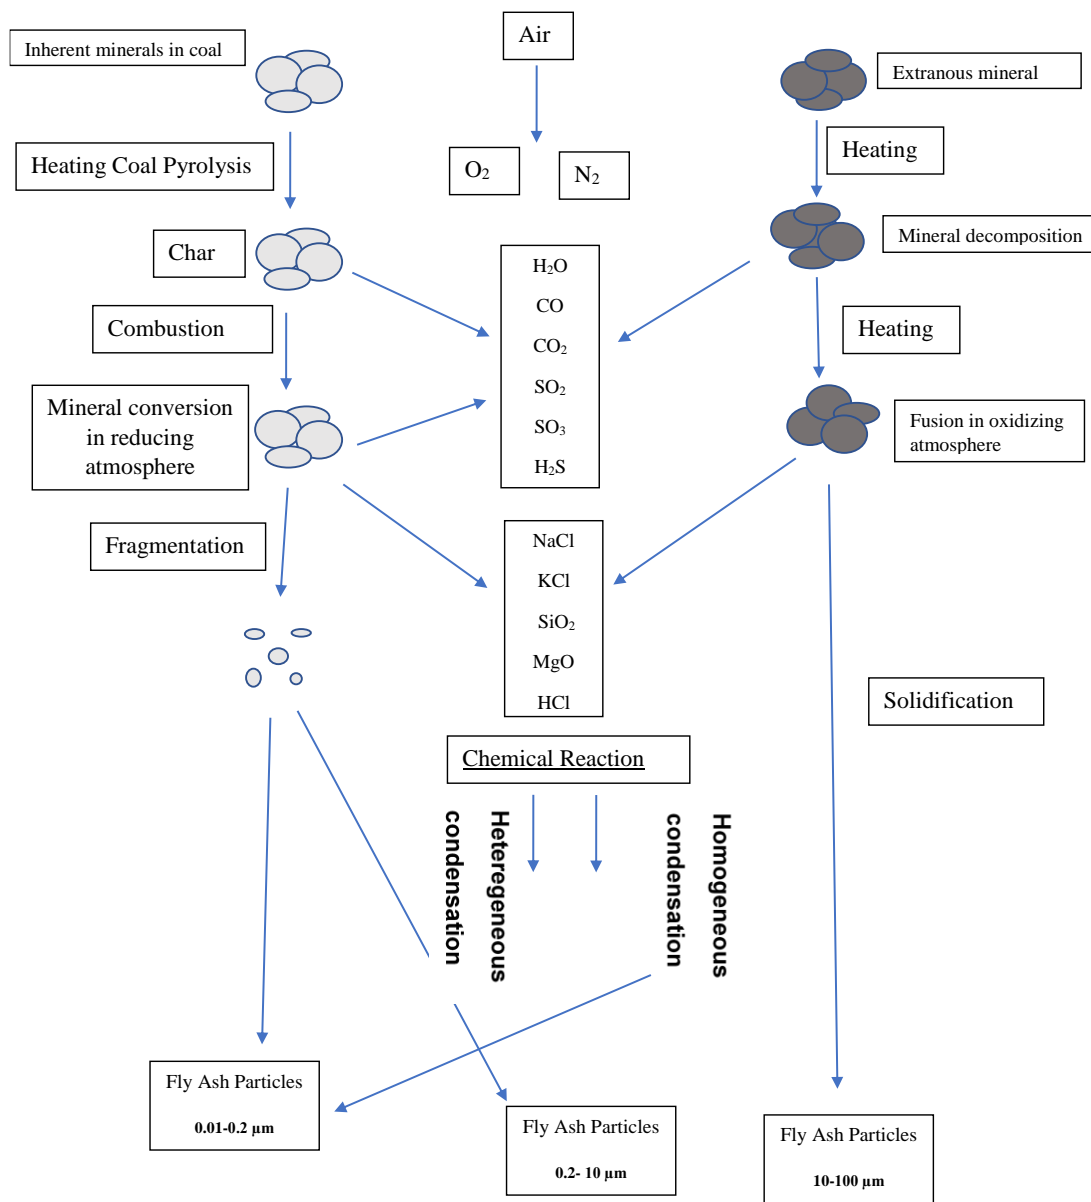 Inherent minerals in coal
Air
Extranous mineral
Heating Coal Pyrolysis
O₂
N₂
Heating
Char
H₂O
CO
CO₂
SO₂
SO₃
H₂S
Mineral decomposition
Combustion
Heating
Mineral conversion
in reducing
atmosphere
Fusion in oxidizing
atmosphere
Fragmentation
NaCl
KCl
SiO₂
MgO
HCl
Solidification
Chemical Reaction
Heteregeneous
condensation
Homogeneous
condensation
Fly Ash Particles
0.01-0.2 µm
Fly Ash Particles
0.2- 10 µm
Fly Ash Particles
10-100 µm